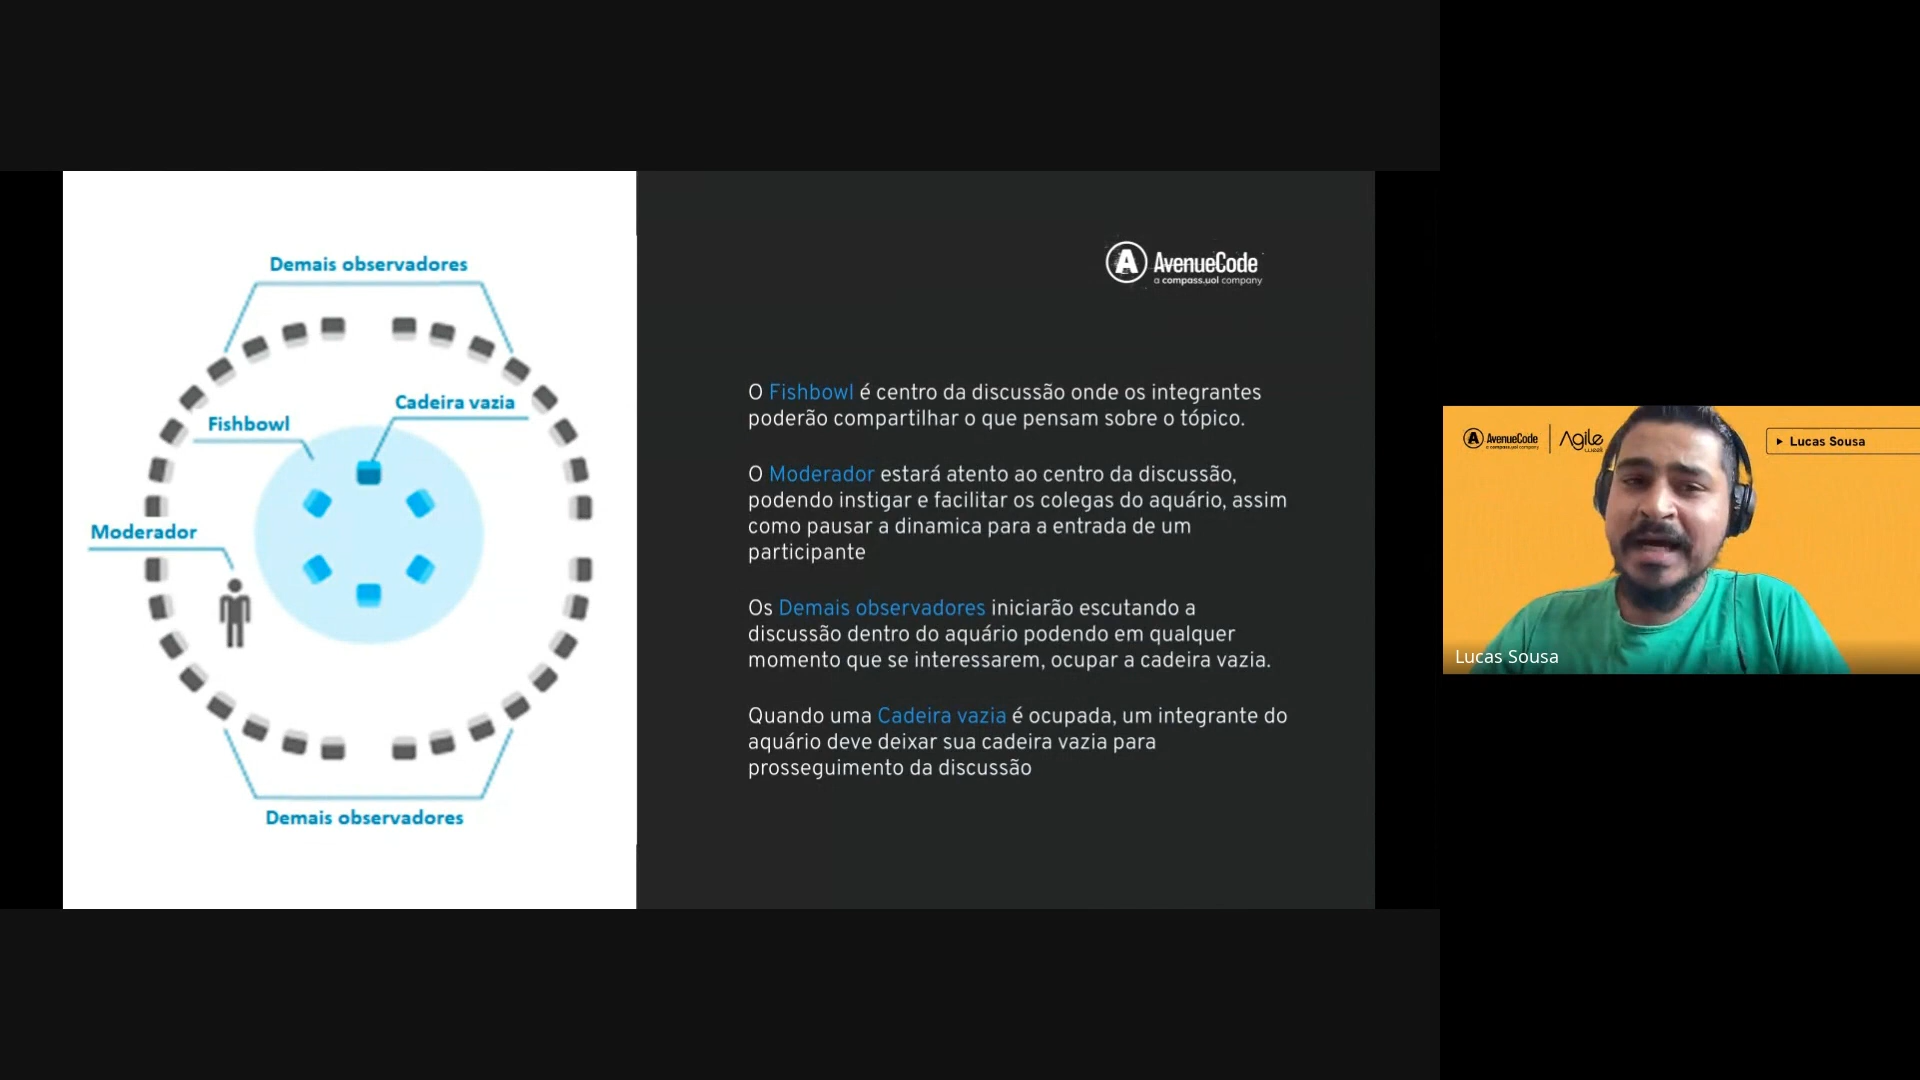 Demais observadores
Cadeira vazia
Fishbowl
Moderador
Demais observadores
AvenueCode
a compass.uol company
O Fishbowl é centro da discussão onde os integrantes
poderão compartilhar o que pensam sobre o tópico.
O Moderador estará atento ao centro da discussão,
podendo instigar e facilitar os colegas do aquário, assim
como pausar a dinamica para a entrada de um
participante
Os Demais observadores iniciarão escutando a
discussão dentro do aquário podendo em qualquer
momento que se interessarem, ocupar a cadeira vazia.
Quando uma Cadeira vazia é ocupada, um integrante do
aquário deve deixar sua cadeira vazia para
prosseguimento da discussão
AvenueCode
a compass.uol company
Agile
week
Lucas Sousa
Lucas Sousa